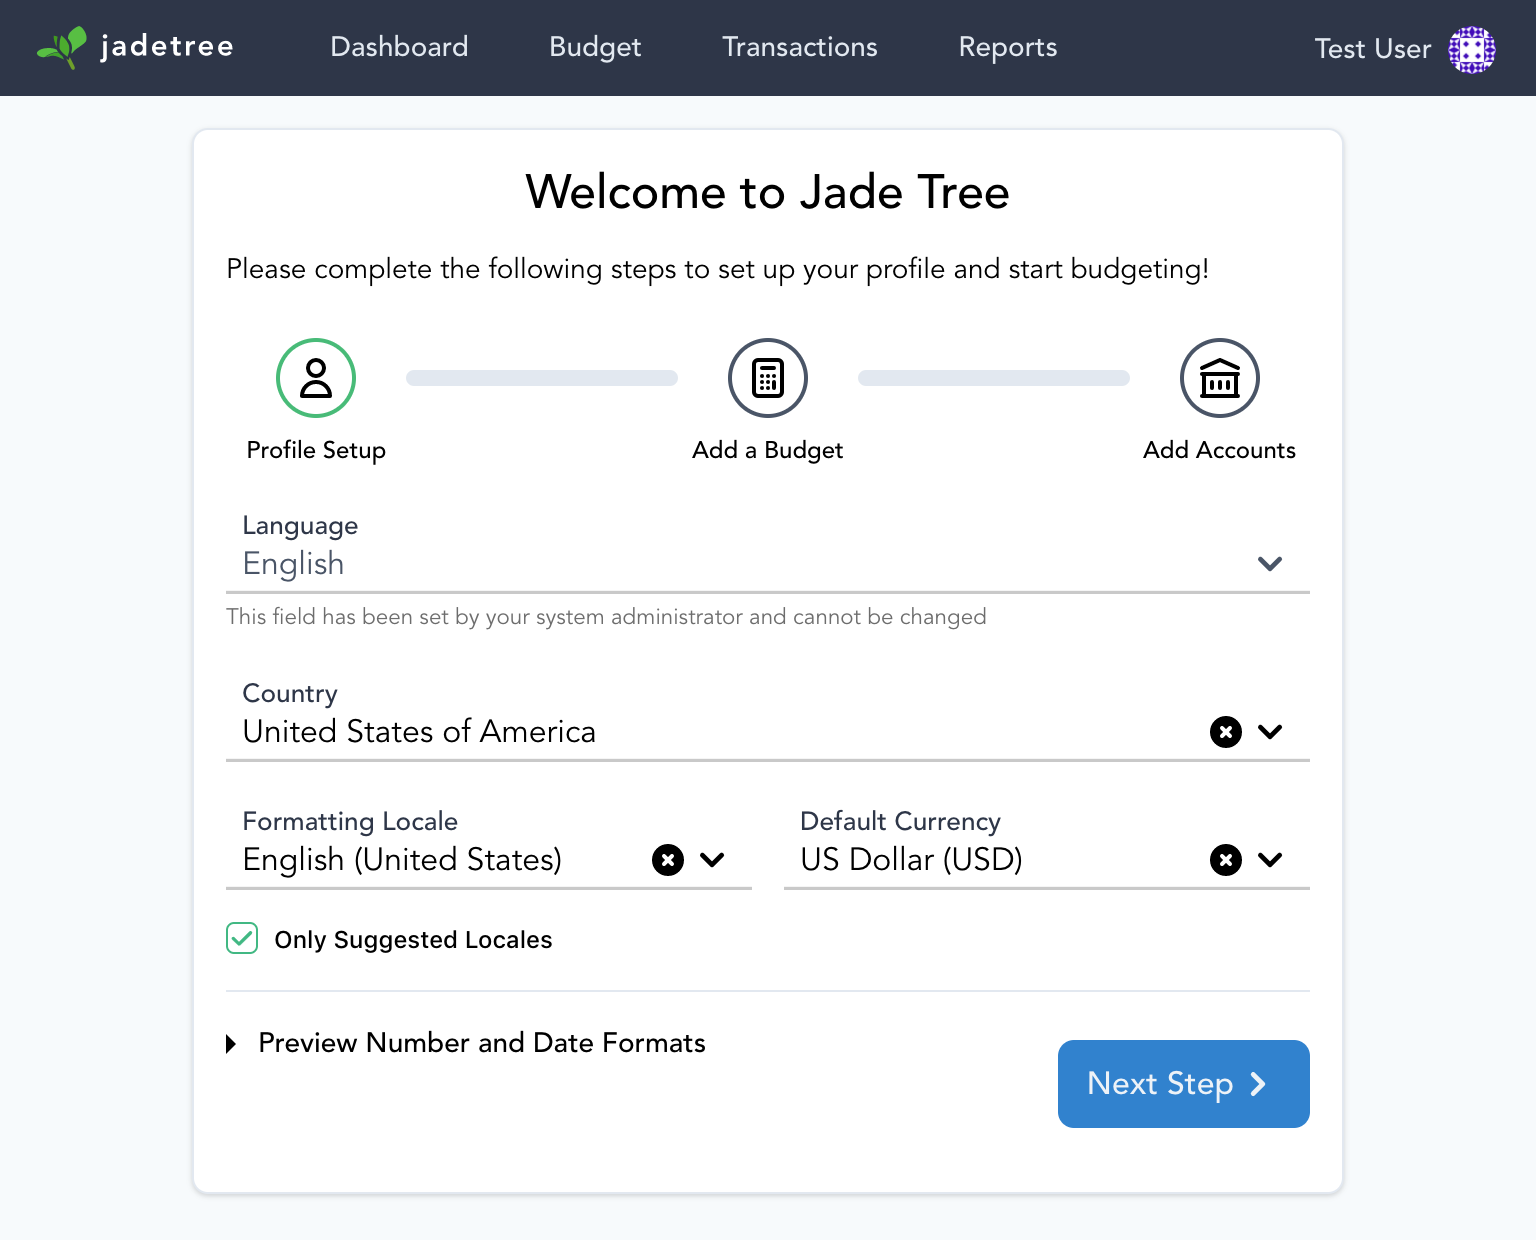 jadetree Dashboard Budget Transactions Reports Test User
Welcome to Jade Tree
Please complete the following steps to set up your profile and start budgeting!
Profile Setup Add a Budget Add Accounts
Language
English
This field has been set by your system administrator and cannot be changed
Country
United States of America
Formatting Locale Default Currency
English (United States) US Dollar (USD)
Only Suggested Locales
Preview Number and Date Formats
Next Step